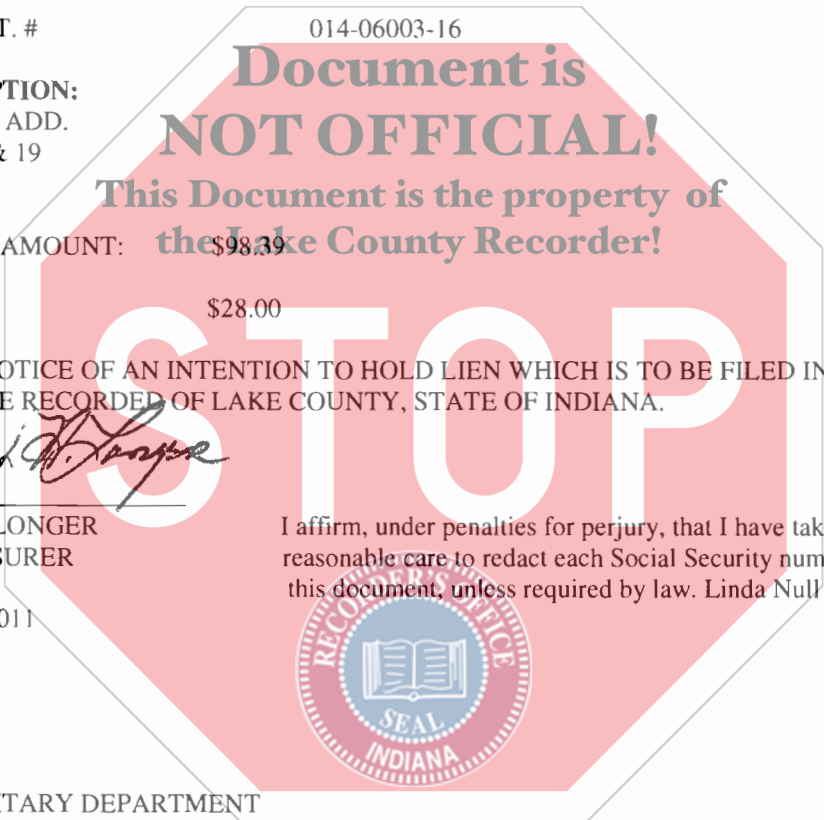 T. # 014-06003-16
Document is
PTION:
NOT OFFICIAL!
ADD.
& 19
This Document is the property of
AMOUNT: $98.39
the Lake County Recorder!
$28.00
STOP
OTICE OF AN INTENTION TO HOLD LIEN WHICH IS TO BE FILED IN
E RECORDED OF LAKE COUNTY, STATE OF INDIANA.
LONGER
SURER
I affirm, under penalties for perjury, that I have tak
reasonable care to redact each Social Security num
this document, unless required by law. Linda Null
011
RECORDER'S OFFICE
SEAL
INDIANA
ITARY DEPARTMENT